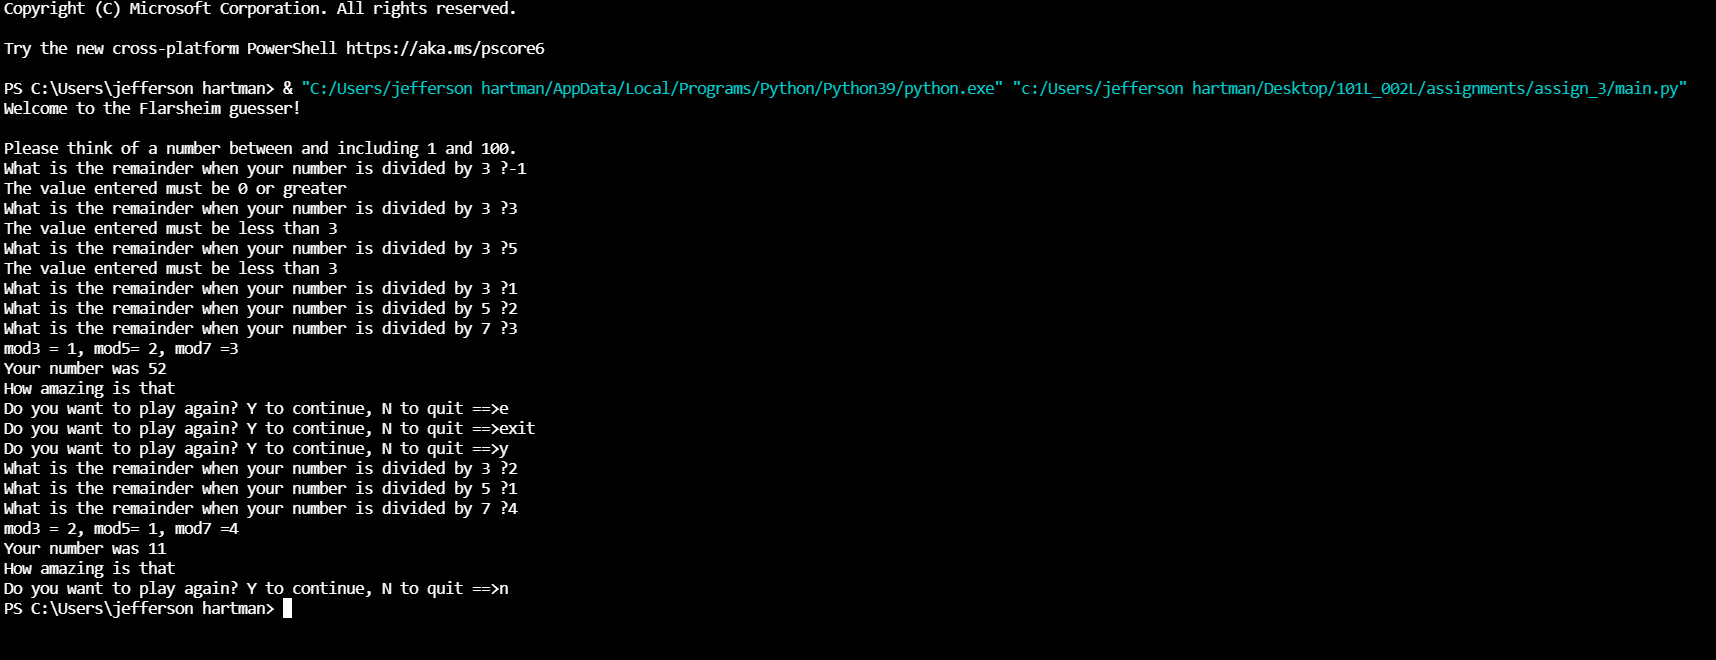 Copyright (C) Microsoft Corporation. All rights reserved.
Try the new cross-platform PowerShell https://aka.ms/pscore6
PS C:\Users\jefferson hartman> & "C:/Users/jefferson hartman/AppData/Local/Programs/Python/Python39/python.exe" "c:/Users/jefferson hartman/Desktop/101L_002L/assignments/assign_3/main.py"
Welcome to the Flarsheim guesser!
Please think of a number between and including 1 and 100.
What is the remainder when your number is divided by 3 ?-1
The value entered must be 0 or greater
What is the remainder when your number is divided by 3 ?3
The value entered must be less than 3
What is the remainder when your number is divided by 3 ?5
The value entered must be less than 3
What is the remainder when your number is divided by 3 ?1
What is the remainder when your number is divided by 5 ?2
What is the remainder when your number is divided by 7 ?3
mod3 = 1, mod5= 2, mod7 =3
Your number was 52
How amazing is that
Do you want to play again? Y to continue, N to quit ==>e
Do you want to play again? Y to continue, N to quit ==>exit
Do you want to play again? Y to continue, N to quit ==>y
What is the remainder when your number is divided by 3 ?2
What is the remainder when your number is divided by 5 ?1
What is the remainder when your number is divided by 7 ?4
mod3 = 2, mod5= 1, mod7 =4
Your number was 11
How amazing is that
Do you want to play again? Y to continue, N to quit ==>n
PS C:\Users\jefferson hartman>